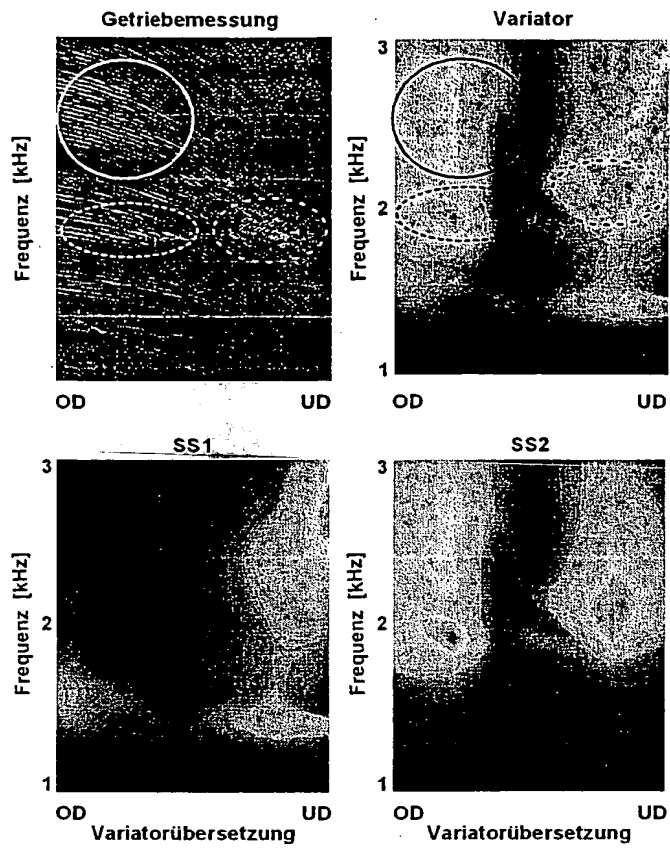 Getriebemessung
Variator
Frequenz [kHz]
OD
UD
3
Frequenz [kHz]
2
1
OD
UD
SS1
SS2
3
Frequenz [kHz]
2
1
OD
UD
Variatorübersetzung
3
Frequenz [kHz]
2
1
OD
UD
Variatorübersetzung